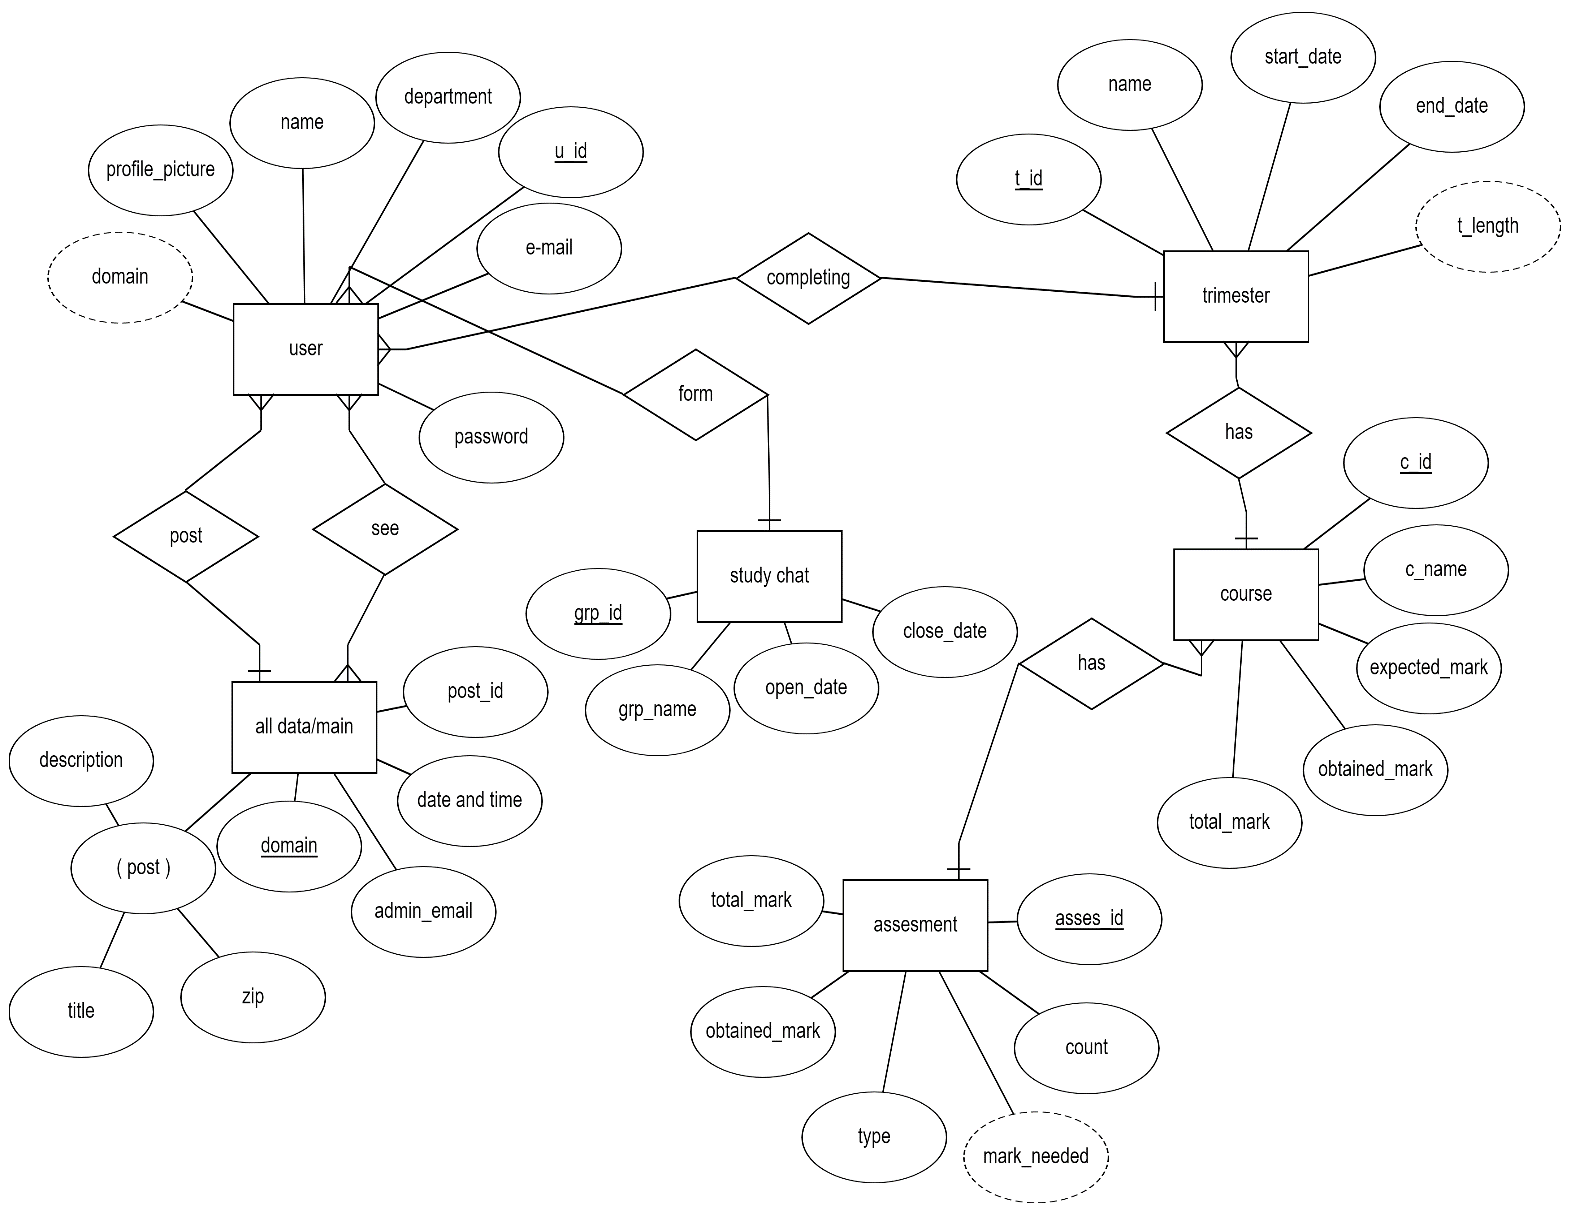 start_date
name
department
name
end_date
u_id
profile_picture
t_id
t_length
e-mail
domain
completing
trimester
user
form
has
password
c_id
see
post
c_name
study chat
course
grp_id
close_date
has
expected_mark
open_date
post_id
grp_name
all data/main
description
obtained_mark
date and time
total_mark
domain
( post )
total_mark
admin_email
asses_id
assesment
zip
title
obtained_mark
count
type
mark_needed